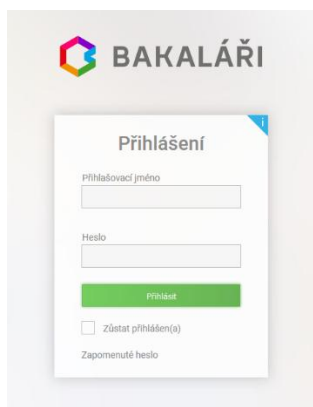 BAKALÁŘI
i
Přihlášení
Přihlašovací jméno
Heslo
Přihlásit
Zůstat přihlášen(a)
Zapomenuté heslo